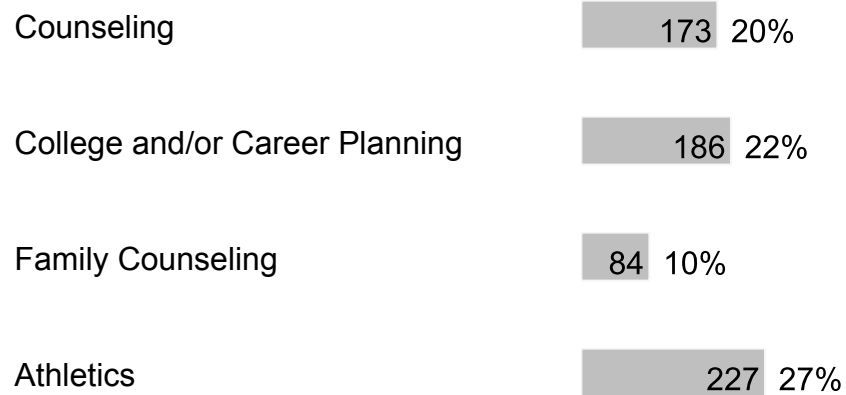 Counseling 173 20%
College and/or Career Planning 186 22%
Family Counseling 84 10%
Athletics 227 27%